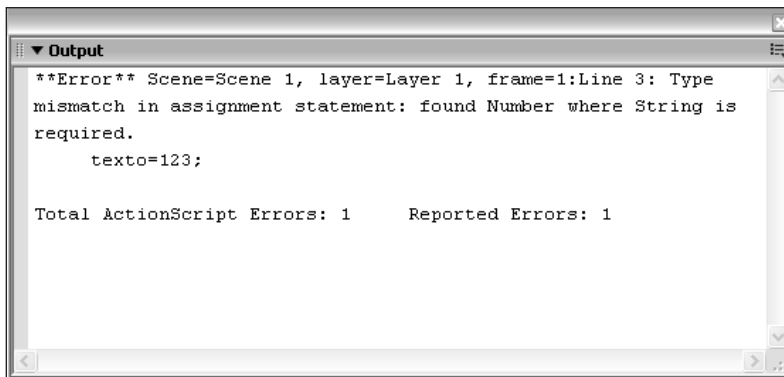 Output
**Error** Scene=Scene 1, layer=Layer 1, frame=1:Line 3: Type
mismatch in assignment statement: found Number where String is
required.
texto=123;
Total ActionScript Errors: 1 Reported Errors: 1